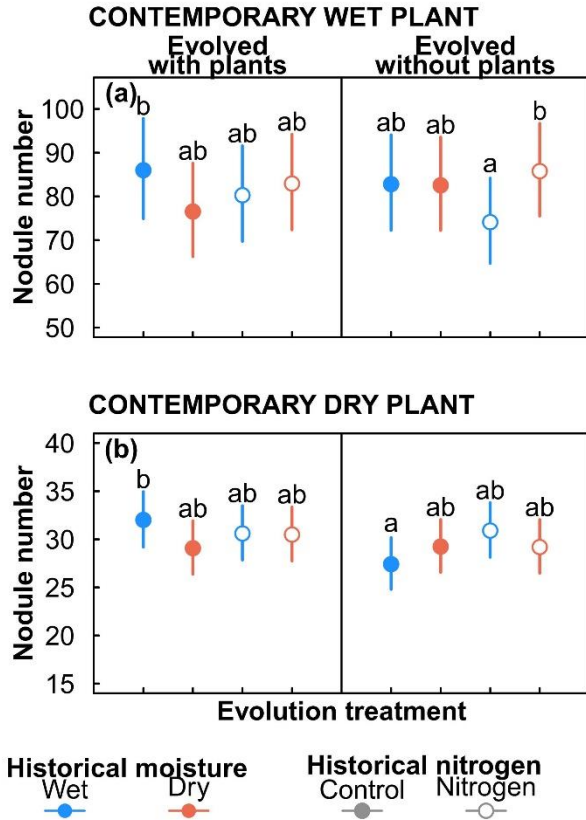 CONTEMPORARY WET PLANT
Evolved with plants
Evolved without plants
(a)
Nodule number
100
90
80
70
60
50
b
ab
ab
ab
ab
ab
a
b
CONTEMPORARY DRY PLANT
(b)
Nodule number
40
35
30
25
20
15
b
ab
ab
ab
a
ab
ab
ab
Evolution treatment
Historical moisture
Wet Dry
Historical nitrogen
Control Nitrogen